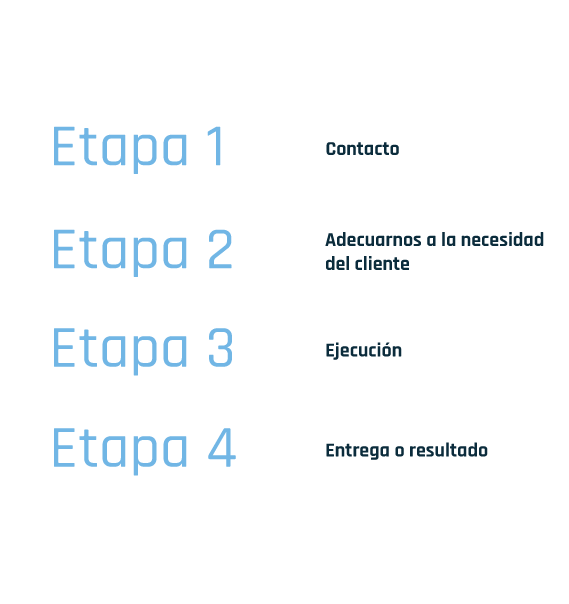 Etapa 1
Contacto
Etapa 2
Adecuarnos a la necesidad
del cliente
Etapa 3
Ejecución
Etapa 4
Entrega o resultado